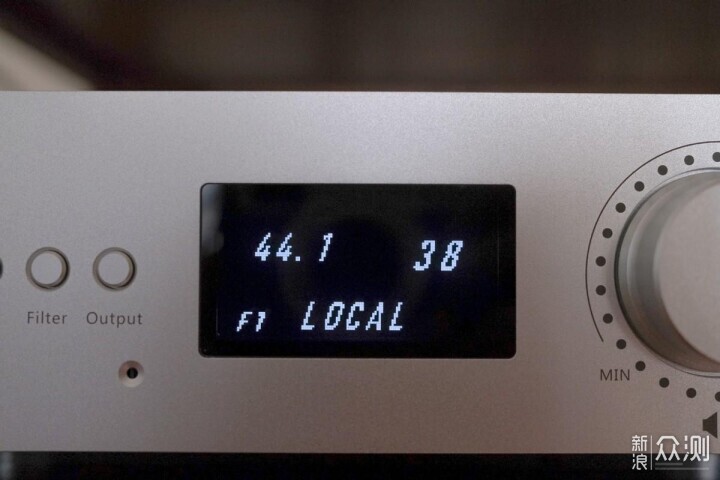 44.1 38
F1 LOCAL
Filter Output
MIN
新浪 众测